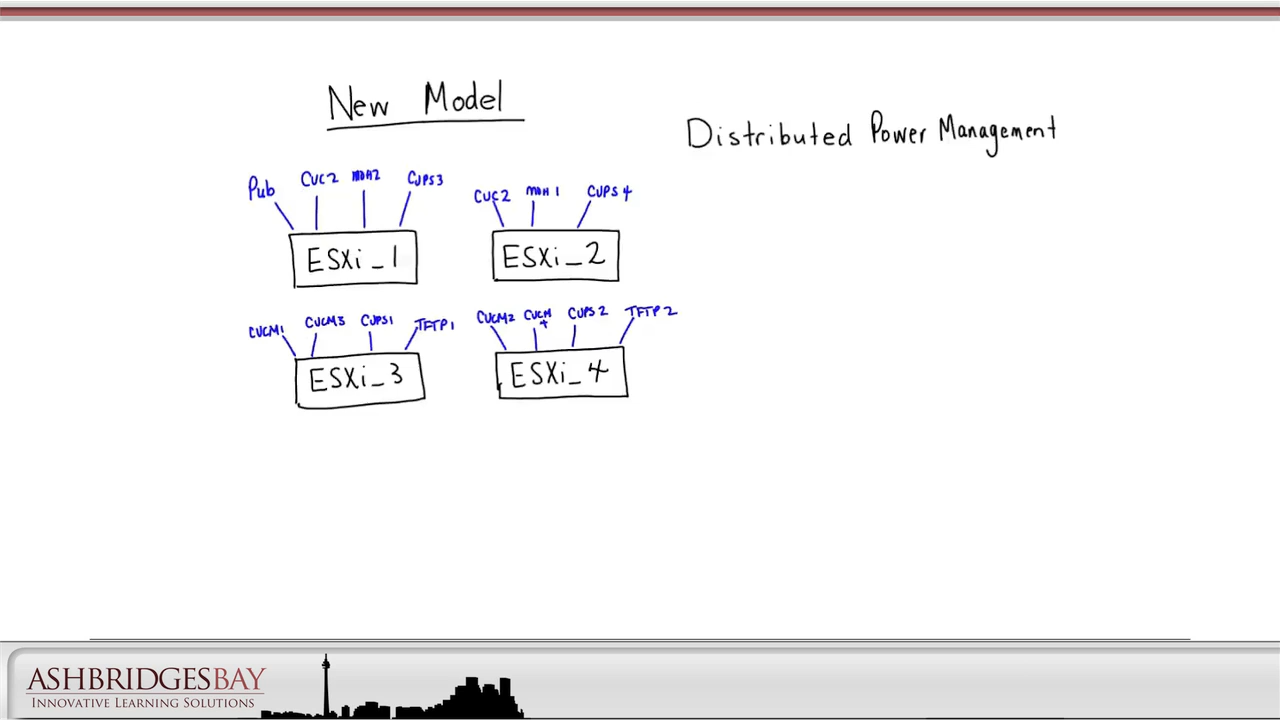 New Model
Distributed Power Management
Pub CUC2 MOH2 CUPS3
CUC2 MOH1 CUPS4
ESXi_1
ESXi_2
CUCM1 CUCM3 CUPS1 TFTP1
CUCM2 CUCM4 CUPS2 TFTP2
ESXi_3
ESXi_4
ASHBRIDGESBAY
INNOVATIVE LEARNING SOLUTIONS